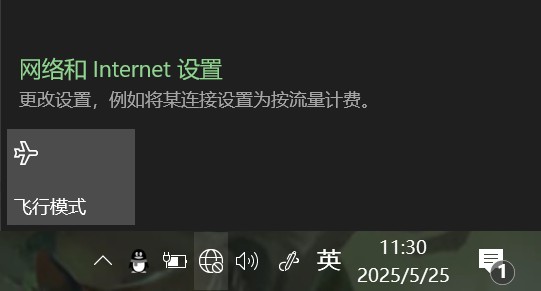 网络和 Internet 设置
更改设置，例如将某连接设置为按流量计费。
飞行模式
英
11:30
2025/5/25
1